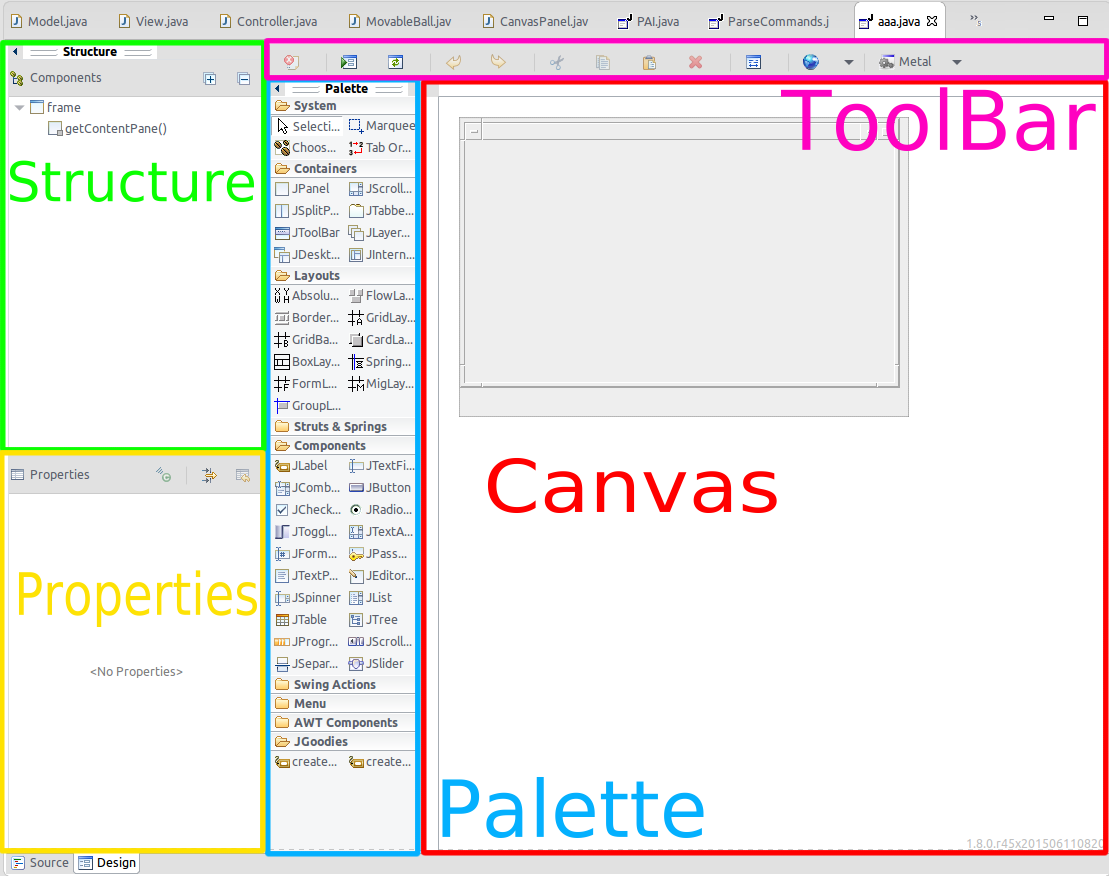 Model.java View.java Controller.java MovableBall.jav CanvasPanel.jav PAI.java ParseCommands.j aaa.java »5
Structure
Components
frame
getContentPane()
Structure
Properties
Properties
<No Properties>
Metal
ToolBar
Palette
System
Selecti... Marquee
Choos... Tab Or...
Containers
JPanel JScroll...
JSplitP... JTabbe...
JToolBar JLayer...
JDeskt... JIntern...
Layouts
Absolu... FlowLa...
Border... GridLay...
GridBa... CardLa...
BoxLay... Spring...
FormL... MigLay...
GroupL...
Struts & Springs
Components
JLabel JTextFi...
JComb... JButton
JCheck... JRadio...
JToggl... JTextA...
JForm... JPass...
JTextP... JEditor...
JSpinner JList
JTable JTree
JProgr... JScroll...
JSepar... JSlider
Swing Actions
Menu
AWT Components
JGoodies
create... create...
Canvas
Palette
1.8.0.r45x20150611082
Source Design